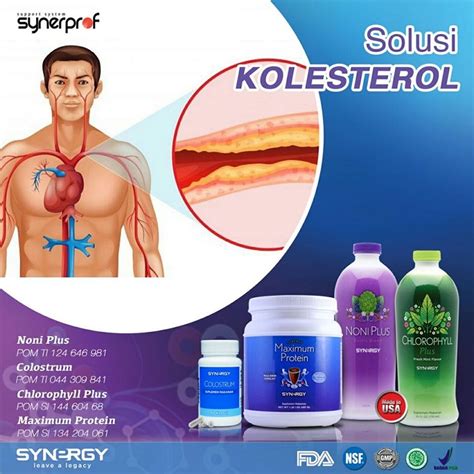 support system
synerprof
Solusi
KOLESTEROL
Noni Plus
POM TI 124 646 981
Colostrum
POM TI 044 309 841
Chlorophyll Plus
POM SI 144 604 68
Maximum Protein
POM SI 134 204 061
SYNERGY
leave a legacy
COLOSTRUM
SYNERGY
Maximum
Protein
SYNERGY
NONI PLUS
SYNERGY
CHLOROPHYLL
Plus
SYNERGY
Made in
USA
FDA
NSF
GMP